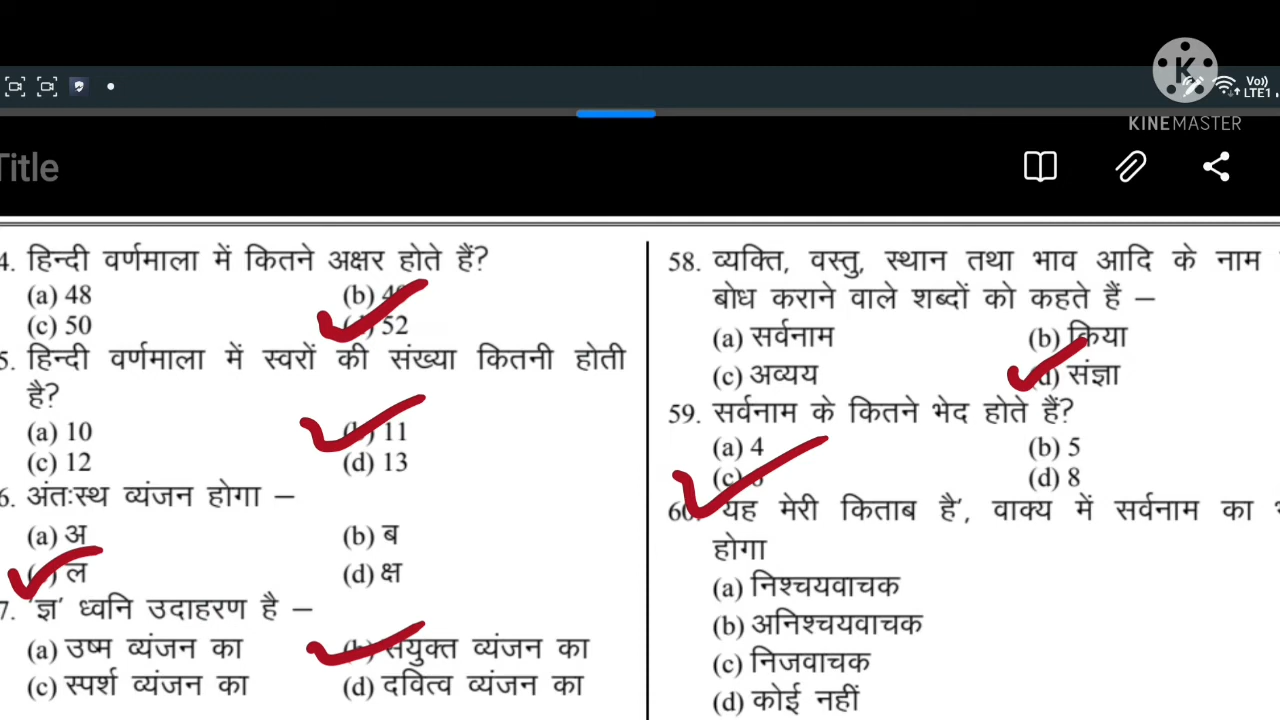 KINEMASTER
Vo))
LTE1
Title
4. हिन्दी वर्णमाला में कितने अक्षर होते हैं?
(a) 48 (b)
(c) 50 52
5. हिन्दी वर्णमाला में स्वरों की संख्या कितनी होती
है?
(a) 10 (b) 11
(c) 12 (d) 13
6. अंतःस्थ व्यंजन होगा –
(a) अ (b) ब
ल (d) क्ष
7. 'ज्ञ' ध्वनि उदाहरण है –
(a) उष्म व्यंजन का (b) संयुक्त व्यंजन का
(c) स्पर्श व्यंजन का (d) दवित्व व्यंजन का
58. व्यक्ति, वस्तु, स्थान तथा भाव आदि के नाम
बोध कराने वाले शब्दों को कहते हैं –
(a) सर्वनाम (b) क्रिया
(c) अव्यय (d) संज्ञा
59. सर्वनाम के कितने भेद होते हैं?
(a) 4 (b) 5
(c) (d) 8
60. 'यह मेरी किताब है', वाक्य में सर्वनाम का
होगा
(a) निश्चयवाचक
(b) अनिश्चयवाचक
(c) निजवाचक
(d) कोई नहीं